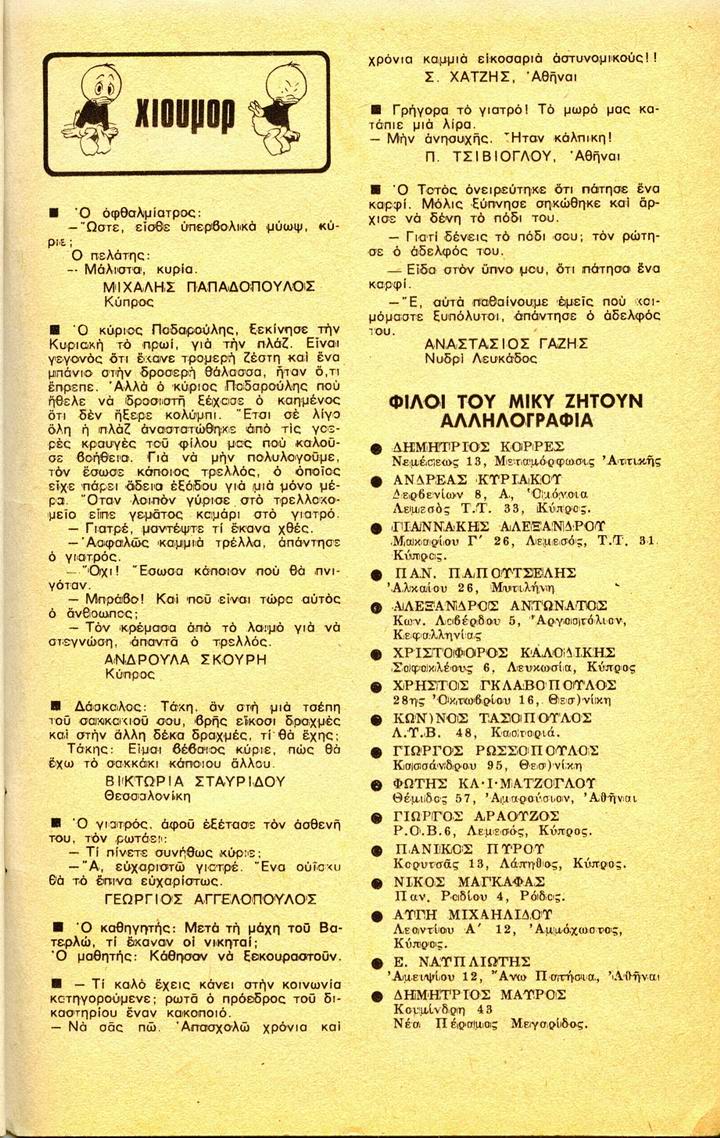 χιουμορ
■ Ὁ ὀφθαλμίατρος:
— Ὥστε, εἶσθε ὑπερβολικὰ μύωψ, κύ-
ριε;
Ὁ πελάτης:
— Μάλιστα, κυρία.
ΜΙΧΑΛΗΣ ΠΑΠΑΔΟΠΟΥΛΟΣ
Κύπρος
■ Ὁ κύριος Ποδαρούλης, ξεκίνησε τὴν
Κυριακὴ τὸ πρωί, γιὰ τὴν πλάζ. Εἶναι
γεγονὸς ὅτι ἔκανε τρομερὴ ζέστη καὶ ἕνα
μπάνιο στὴν δροσερὴ θάλασσα, ἦταν ὅ,τι
ἔπρεπε. Ἀλλὰ ὁ κύριος Ποδαρούλης ποὺ
ἤθελε νὰ δροσιστῆ ξέχασε ὁ καημένος
ὅτι δὲν ἤξερε κολύμπι. Ἔτσι σὲ λίγο
ὅλη ἡ πλὰζ ἀναστατώθηκε ἀπὸ τὶς γοε-
ρὲς κραυγὲς τοῦ φίλου μας ποὺ καλοῦ-
σε βοήθεια. Γιὰ νὰ μὴν πολυλογοῦμε,
τὸν ἔσωσε κάποιος τρελλός, ὁ ὁποῖος
εἶχε πάρει ἄδεια ἐξόδου γιὰ μιὰ μόνο μέ-
ρα. Ὅταν λοιπὸν γύρισε στὸ τρελλοκο-
μεῖο εἶπε γεμᾶτος καμάρι στὸ γιατρό.
— Γιατρέ, μαντέψτε τί ἔκανα χθές.
— Ἀσφαλῶς καμμιὰ τρέλλα, ἀπάντησε
ὁ γιατρός.
— Ὄχι! Ἔσωσα κάποιον ποὺ θὰ πνι-
γόταν.
— Μπράβο! Καὶ ποῦ εἶναι τώρα αὐτὸς
ὁ ἄνθρωπος;
— Τὸν κρέμασα ἀπὸ τὸ λαιμὸ γιὰ νὰ
στεγνώση, ἀπαντᾶ ὁ τρελλός.
ΑΝΔΡΟΥΛΑ ΣΚΟΥΡΗ
Κύπρος
■ Δάσκαλος: Τάκη, ἂν στὴ μιὰ τσέπη
τοῦ σακκακιοῦ σου, βρῆς εἴκοσι δραχμὲς
καὶ στὴν ἄλλη δέκα δραχμές, τί θὰ ἔχης;
Τάκης: Εἶμαι βέβαιος κύριε, πὼς θὰ
ἔχω τὸ σακκάκι κάποιου ἄλλου.
ΒΙΚΤΩΡΙΑ ΣΤΑΥΡΙΔΟΥ
Θεσσαλονίκη
■ Ὁ γιατρός, ἀφοῦ ἐξέτασε τὸν ἀσθενῆ
του, τὸν ρωτάει:
— Τί πίνετε συνήθως κύριε;
— Ἄ, εὐχαριστῶ γιατρέ. Ἕνα οὐΐσκυ
θὰ τὸ ἔπινα εὐχαρίστως.
ΓΕΩΡΓΙΟΣ ΑΓΓΕΛΟΠΟΥΛΟΣ
■ Ὁ καθηγητής: Μετὰ τὴ μάχη τοῦ Βα-
τερλώ, τί ἔκαναν οἱ νικηταί;
Ὁ μαθητής: Κάθησαν νὰ ξεκουραστοῦν.
■ — Τί καλὸ ἔχεις κάνει στὴν κοινωνία
κατηγορούμενε; ρωτᾶ ὁ πρόεδρος τοῦ δι-
καστηρίου ἕναν κακοποιό.
— Νὰ σᾶς πῶ. Ἀπασχολῶ χρόνια καὶ
χρόνια καμμιὰ εἰκοσαριὰ ἀστυνομικούς!!
Σ. ΧΑΤΖΗΣ, Ἀθῆναι
■ Γρήγορα τὸ γιατρό! Τὸ μωρό μας κα-
τάπιε μιὰ λίρα.
— Μὴν ἀνησυχῆς. Ἦταν κάλπικη!
Π. ΤΣΙΒΙΟΓΛΟΥ, Ἀθῆναι
■ Ὁ Τοτὸς ὀνειρεύτηκε ὅτι πάτησε ἕνα
καρφί. Μόλις ξύπνησε σηκώθηκε καὶ ἄρ-
χισε νὰ δένη τὸ πόδι του.
— Γιατί δένεις τὸ πόδι σου; τὸν ρώτη-
σε ὁ ἀδελφός του.
— Εἶδα στὸν ὕπνο μου, ὅτι πάτησα ἕνα
καρφί.
— Ἔ, αὐτὰ παθαίνουμε ἐμεῖς ποὺ κοι-
μόμαστε ξυπόλυτοι, ἀπάντησε ὁ ἀδελφός
του.
ΑΝΑΣΤΑΣΙΟΣ ΓΑΖΗΣ
Νυδρὶ Λευκάδος
ΦΙΛΟΙ ΤΟΥ ΜΙΚΥ ΖΗΤΟΥΝ
ΑΛΛΗΛΟΓΡΑΦΙΑ
● ΔΗΜΗΤΡΙΟΣ ΚΟΡΡΕΣ
Νεμέσεως 13, Μεταμόρφωσις Ἀττικῆς
● ΑΝΔΡΕΑΣ ΚΥΡΙΑΚΟΥ
Δερβενίων 8, Α, Ὁμόνοια
Λεμεσὸς Τ.Τ. 33, Κύπρος.
● ΓΙΑΝΝΑΚΗΣ ΑΛΕΞΑΝΔΡΟΥ
Μακαρίου Γ' 26, Λεμεσός, Τ.Τ. 31
Κύπρος.
● ΠΑΝ. ΠΑΠΟΥΤΣΕΛΗΣ
Ἀλκαίου 26, Μυτιλήνη
● ΑΛΕΞΑΝΔΡΟΣ ΑΝΤΩΝΑΤΟΣ
Κων. Λοβέρδου 5, Ἀργοστόλιον,
Κεφαλληνίας
● ΧΡΙΣΤΟΦΟΡΟΣ ΚΑΛΟΔΙΚΗΣ
Σοφοκλέους 6, Λευκωσία, Κύπρος
● ΧΡΗΣΤΟΣ ΓΚΛΑΒΟΠΟΥΛΟΣ
28ης Ὀκτωβρίου 16, Θεσ)νίκη
● ΚΩΝ)ΝΟΣ ΤΑΣΟΠΟΥΛΟΣ
Λ.Υ.Β. 48, Καστοριά.
● ΓΙΩΡΓΟΣ ΡΩΣΣΟΠΟΥΛΟΣ
Κασσάνδρου 95, Θεσ)νίκη
● ΦΩΤΗΣ ΚΛ·Ι·ΜΑΤΖΟΓΛΟΥ
Θέμιδος 57, Ἀμαρούσιον, Ἀθῆναι
● ΓΙΩΡΓΟΣ ΑΡΑΟΥΖΟΣ
P.O.B.6, Λεμεσός, Κύπρος.
● ΠΑΝΙΚΟΣ ΠΥΡΟΥ
Κορυτσᾶς 13, Λάπηθος, Κύπρος.
● ΝΙΚΟΣ ΜΑΓΚΑΦΑΣ
Παν. Ροδίου 4, Ρόδος.
● ΑΥΓΗ ΜΙΧΑΗΛΙΔΟΥ
Λεοντίου Α' 12, Ἀμμόχωστος,
Κύπρος.
● Ε. ΝΑΥΠΛΙΩΤΗΣ
Ἀμειψίου 12, Ἄνω Πατήσια, Ἀθῆναι
● ΔΗΜΗΤΡΙΟΣ ΜΑΥΡΟΣ
Κουμίνδρη 43
Νέα Πέραμος Μεγαρίδος.